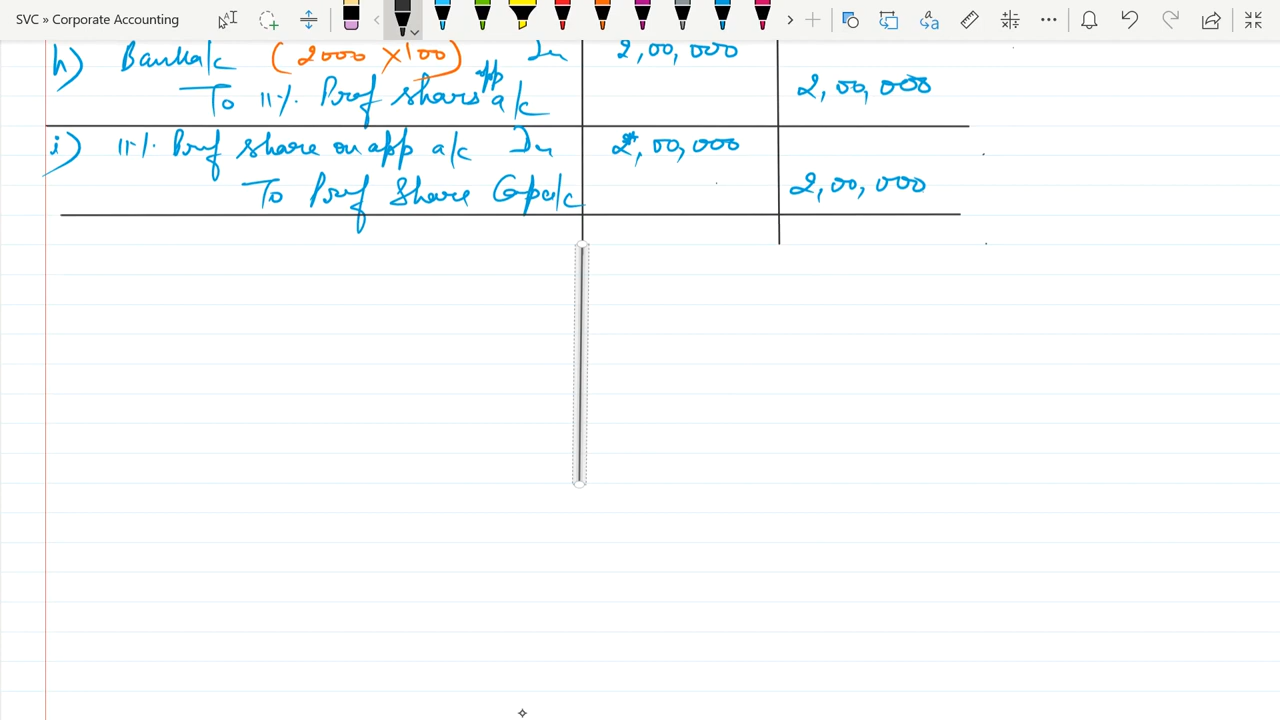 SVC » Corporate Accounting
h) Bank a/c (2000 × 100) Dr 2,00,000
To 11% Pref share app a/c 2,00,000
i) 11% Pref share on app a/c Dr 2,00,000
To Pref Share Cap a/c 2,00,000